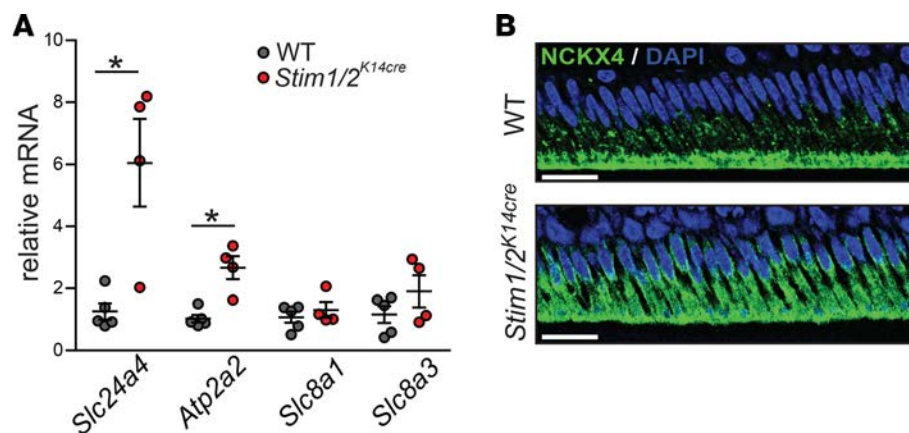 A
10
8
6
4
2
0
relative mRNA
WT
Stim1/2K14cre
*
*
Slc24a4
Atp2a2
Slc8a1
Slc8a3
B
NCKX4 / DAPI
WT
Stim1/2K14cre